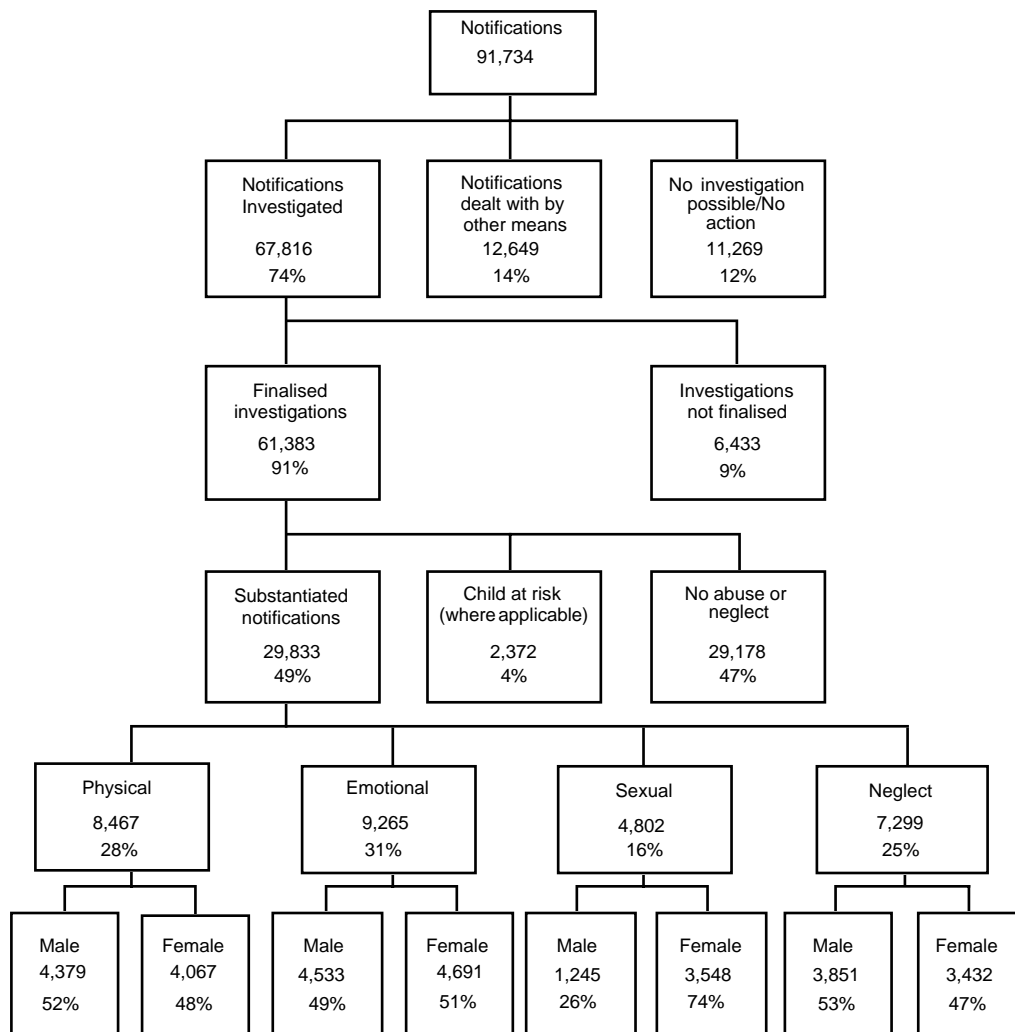 Notifications
91,734
Notifications
Investigated
67,816
74%
Notifications
dealt with by
other means
12,649
14%
No investigation
possible/No
action
11,269
12%
Finalised
investigations
61,383
91%
Investigations
not finalised
6,433
9%
Substantiated
notifications
29,833
49%
Child at risk
(where applicable)
2,372
4%
No abuse or
neglect
29,178
47%
Physical
8,467
28%
Emotional
9,265
31%
Sexual
4,802
16%
Neglect
7,299
25%
Male
4,379
52%
Female
4,067
48%
Male
4,533
49%
Female
4,691
51%
Male
1,245
26%
Female
3,548
74%
Male
3,851
53%
Female
3,432
47%